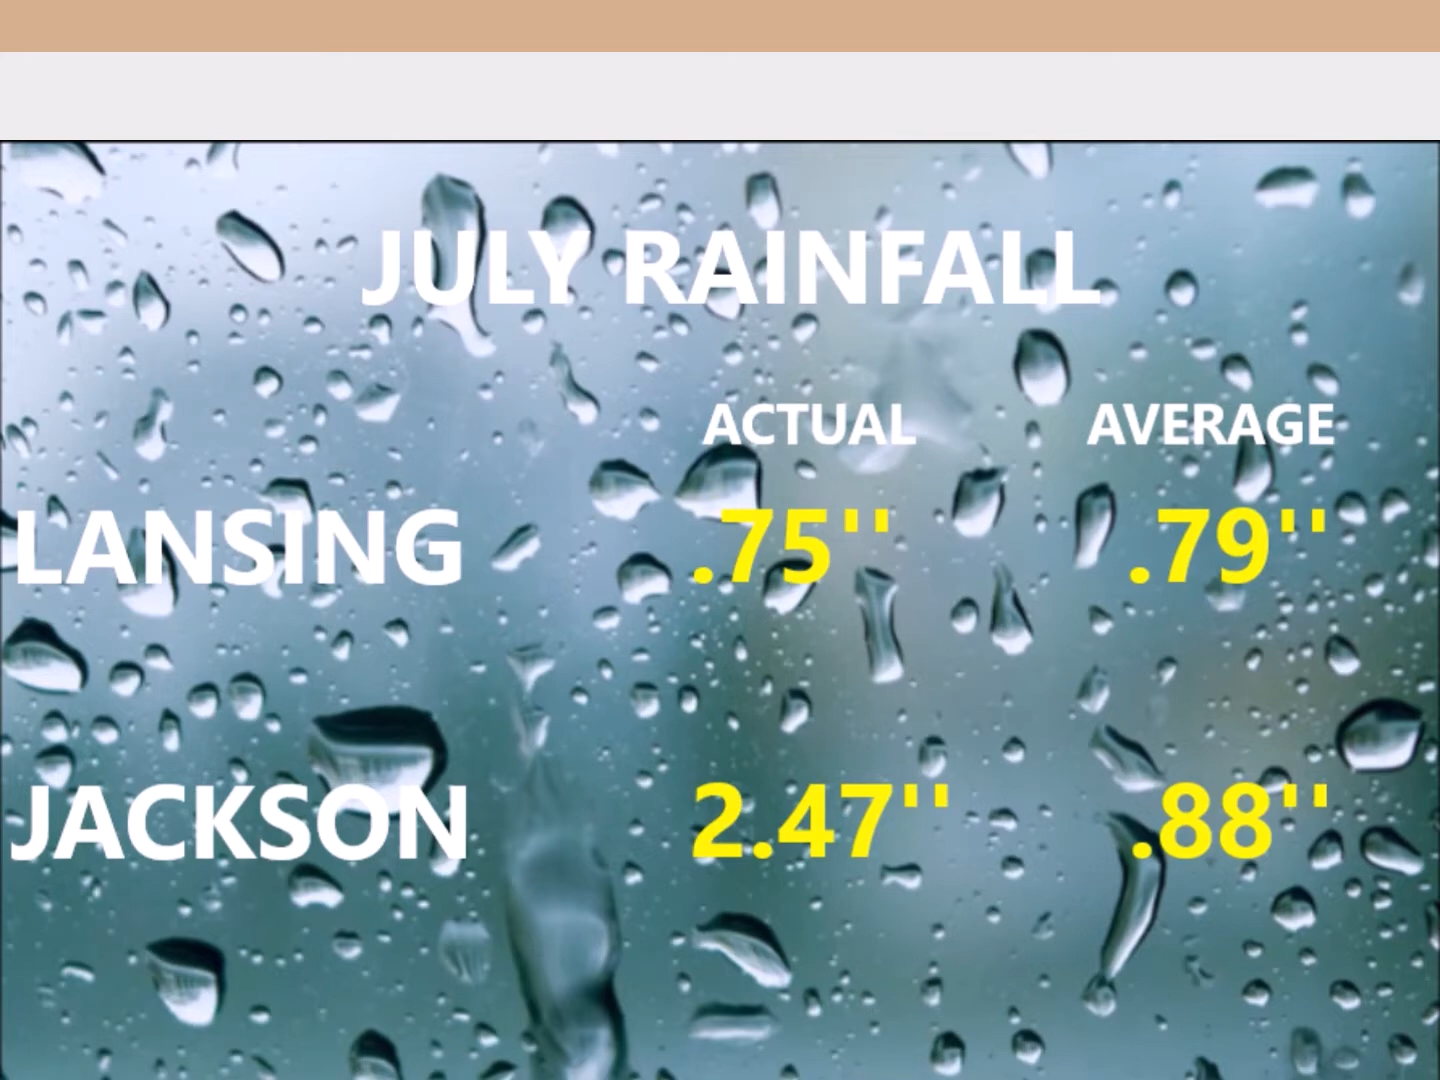 JULY RAINFALL
ACTUAL AVERAGE
LANSING .75'' .79''
JACKSON 2.47'' .88''